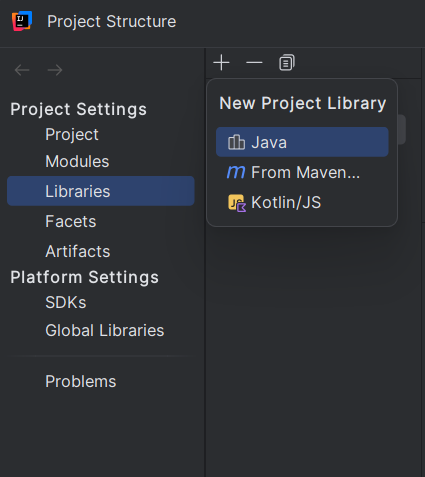 Project Structure
Project Settings
Project
Modules
Libraries
Facets
Artifacts
Platform Settings
SDKs
Global Libraries
Problems
New Project Library
Java
From Maven...
Kotlin/JS